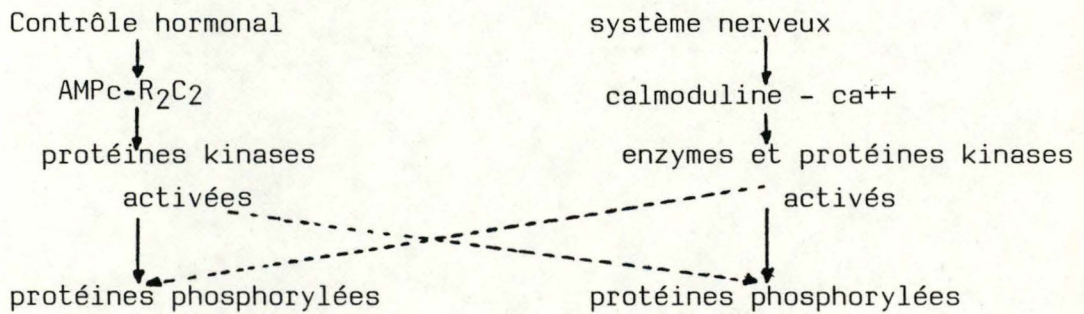 Contrôle hormonal système nerveux
AMPc-R2C2 calmoduline - ca++
protéines kinases enzymes et protéines kinases
activées activés
protéines phosphorylées protéines phosphorylées